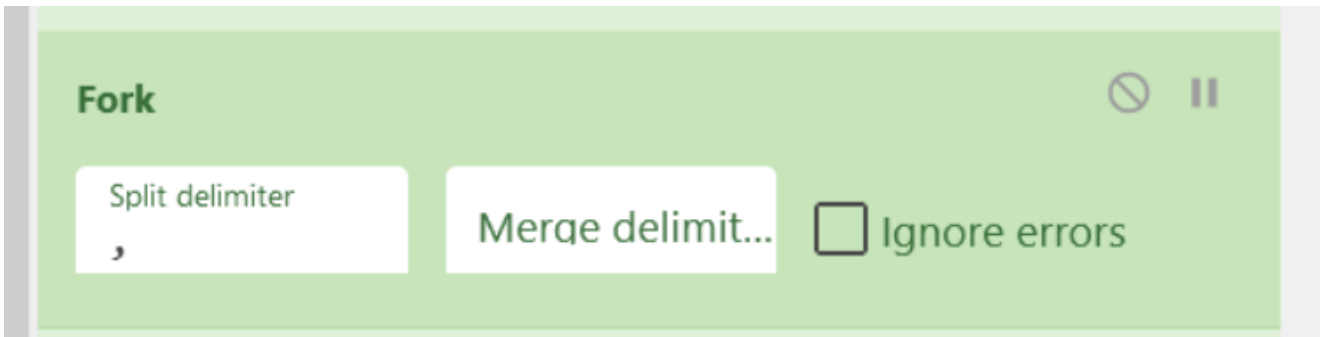 Fork
Split delimiter
,
Merge delimit...
Ignore errors